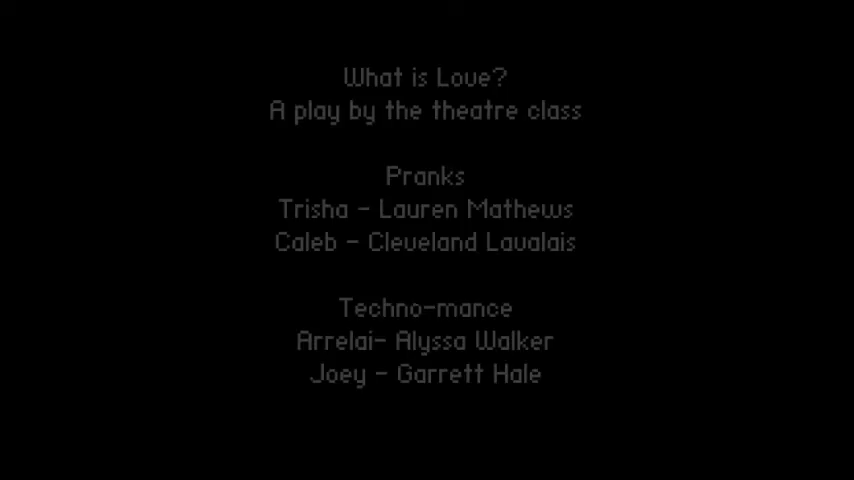 What is Love?
A play by the theatre class
Pranks
Trisha - Lauren Mathews
Caleb - Cleveland Lavalais
Techno-mance
Arrelai- Alyssa Walker
Joey - Garrett Hale